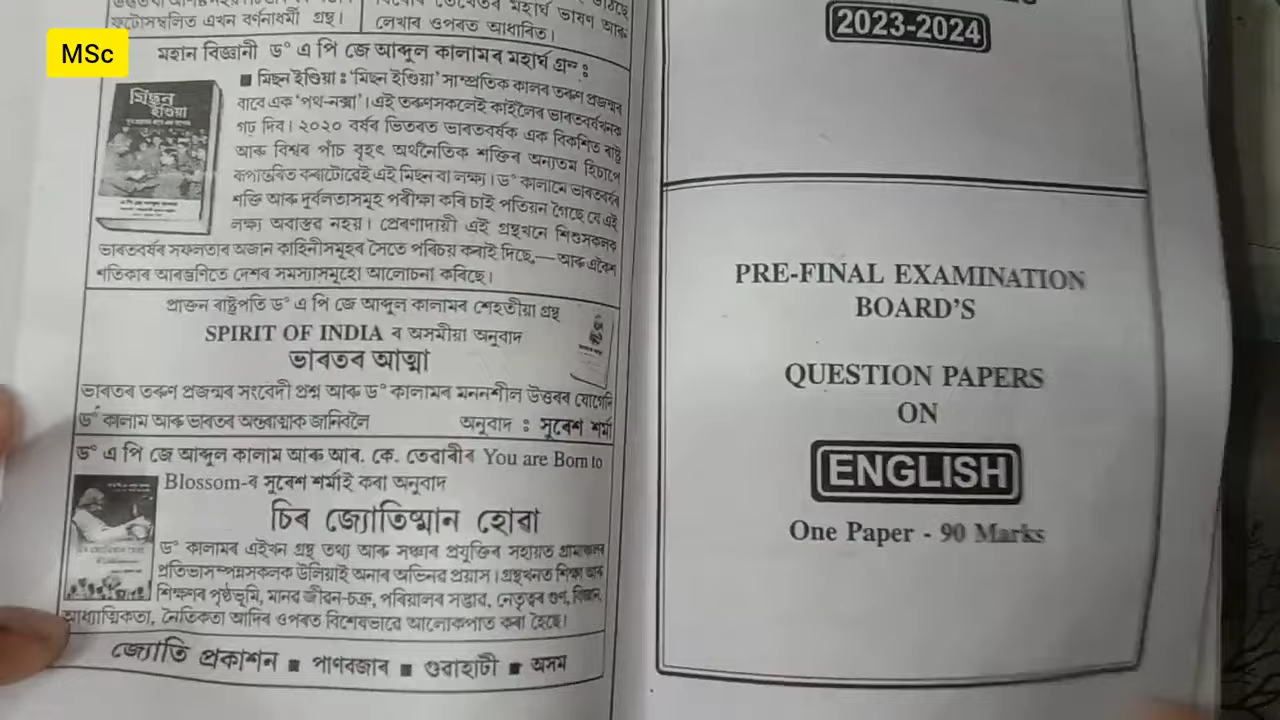 MSc
ফটোসম্বলিত এখন বৰ্ণনাধৰ্মী গ্ৰন্থ।
মহাৰ্ঘ ভাষণ আৰু
লেখাৰ ওপৰত আধাৰিত।
মহান বিজ্ঞানী ড° এ পি জে আব্দুল কালামৰ মহাৰ্ঘ গ্ৰন্থ :
মিছন ইণ্ডিয়া
■ মিছন ইণ্ডিয়া : 'মিছন ইণ্ডিয়া' সাম্প্ৰতিক কালৰ তৰুণ প্ৰজন্মৰ
বাবে এক 'পথ-নক্সা'। এই তৰুণসকলেই কাইলৈৰ ভাৰতবৰ্ষখনক
গঢ় দিব। ২০২০ বৰ্ষৰ ভিতৰত ভাৰতবৰ্ষক এক বিকশিত ৰাষ্ট্ৰ
আৰু বিশ্বৰ পাঁচ বৃহৎ অৰ্থনৈতিক শক্তিৰ অন্যতম হিচাপে
ৰূপান্তৰিত কৰাটোৱেই এই মিছন বা লক্ষ্য। ড° কালামে ভাৰতবৰ্ষৰ
শক্তি আৰু দুৰ্বলতাসমূহ পৰীক্ষা কৰি চাই পতিয়ন গৈছে যে এই
লক্ষ্য অবাস্তৱ নহয়। প্ৰেৰণাদায়ী এই গ্ৰন্থখনে শিশুসকলক
ভাৰতবৰ্ষৰ সফলতাৰ অজান কাহিনীসমূহৰ সৈতে পৰিচয় কৰাই দিছে,— আৰু একৈশ
শতিকাৰ আৰম্ভণিতে দেশৰ সমস্যাসমূহো আলোচনা কৰিছে।
প্ৰাক্তন ৰাষ্ট্ৰপতি ড° এ পি জে আব্দুল কালামৰ শেহতীয়া গ্ৰন্থ
SPIRIT OF INDIA ৰ অসমীয়া অনুবাদ
ভাৰতৰ আত্মা
ভাৰতৰ তৰুণ প্ৰজন্মৰ সংবেদী প্ৰশ্ন আৰু ড° কালামৰ মননশীল উত্তৰৰ যোগেদি
ড° কালাম আৰু ভাৰতৰ অন্তৰাত্মাক জানিবলৈ অনুবাদ : সুৰেশ শৰ্মা
ড° এ পি জে আব্দুল কালাম আৰু আৰ. কে. তেৱাৰীৰ You are Born to
Blossom-ৰ সুৰেশ শৰ্মাই কৰা অনুবাদ
চিৰ জ্যোতিষ্মান হোৱা
ড° কালামৰ এইখন গ্ৰন্থ তথ্য আৰু সঞ্চাৰ প্ৰযুক্তিৰ সহায়ত গ্ৰামাঞ্চলৰ
প্ৰতিভাসম্পন্নসকলক উলিয়াই অনাৰ অভিনৱ প্ৰয়াস। গ্ৰন্থখনত শিক্ষা আৰু
শিক্ষণৰ পৃষ্ঠভূমি, মানৱ জীৱন-চক্ৰ, পৰিয়ালৰ সদ্ভাৱ, নেতৃত্বৰ গুণ, বিজ্ঞান,
আধ্যাত্মিকতা, নৈতিকতা আদিৰ ওপৰত বিশেষভাৱে আলোকপাত কৰা হৈছে।
জ্যোতি প্ৰকাশন ■ পাণবজাৰ ■ গুৱাহাটী ■ অসম
2023-2024
PRE-FINAL EXAMINATION
BOARD'S
QUESTION PAPERS
ON
ENGLISH
One Paper - 90 Marks